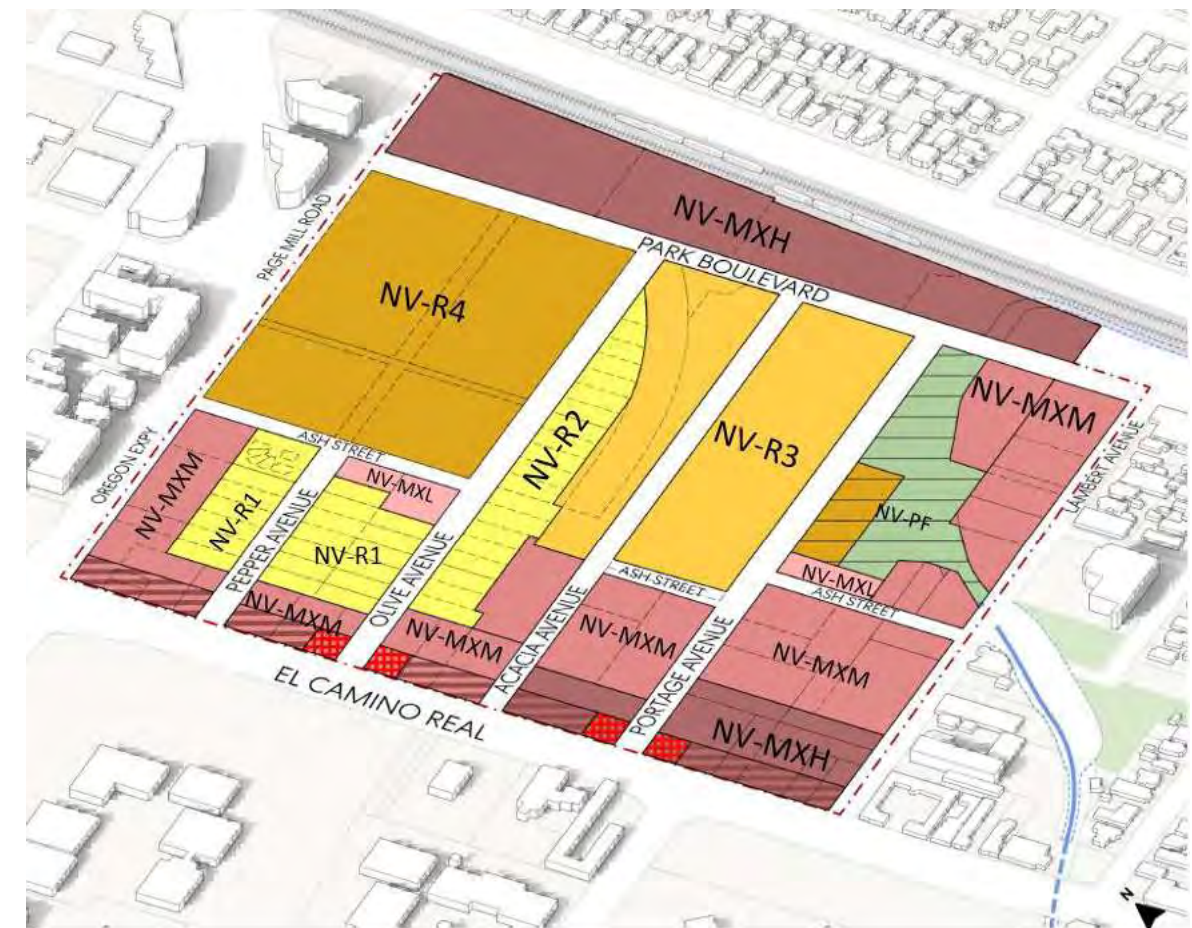 NV-MXH
PARK BOULEVARD
PAGE MILL ROAD
NV-R4
NV-R2
NV-R3
NV-MXM
LAMBERT AVENUE
OREGON EXPY
ASH STREET
NV-MXL
NV-MXM
NV-R1
PEPPER AVENUE
NV-R1
OLIVE AVENUE
NV-PF
NV-MXL
ASH STREET
ASH STREET
NV-MXM
NV-MXM
ACACIA AVENUE
NV-MXM
PORTAGE AVENUE
NV-MXM
EL CAMINO REAL
NV-MXH
N